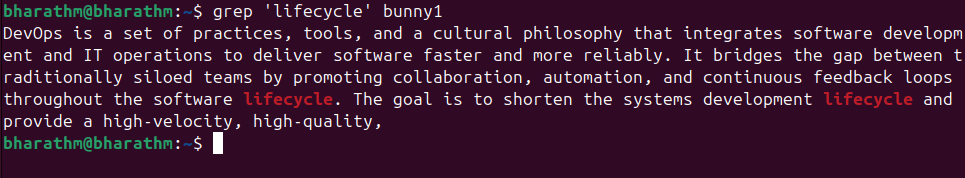 bharathm@bharathm:~$ grep 'lifecycle' bunny1
DevOps is a set of practices, tools, and a cultural philosophy that integrates software developm
ent and IT operations to deliver software faster and more reliably. It bridges the gap between t
raditionally siloed teams by promoting collaboration, automation, and continuous feedback loops
throughout the software lifecycle. The goal is to shorten the systems development lifecycle and
provide a high-velocity, high-quality,
bharathm@bharathm:~$